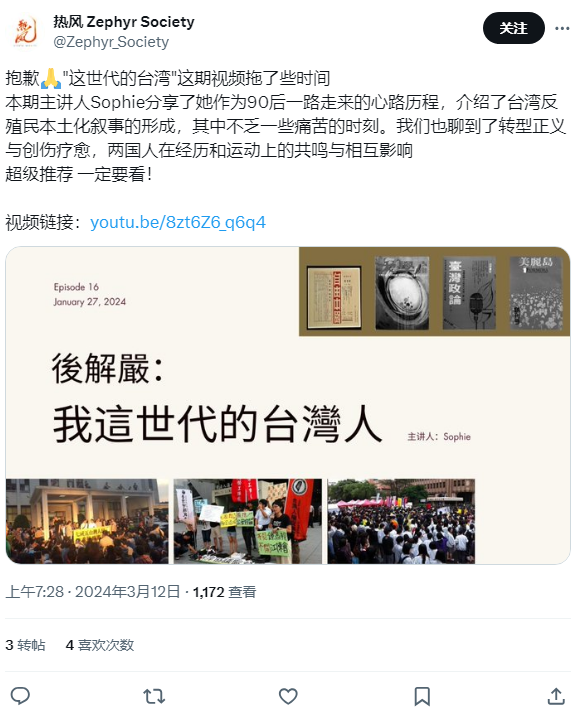 热风 Zephyr Society
@Zephyr_Society
关注
抱歉🙏"这世代的台湾"这期视频拖了些时间
本期主讲人Sophie分享了她作为90后一路走来的心路历程，介绍了台湾反
殖民本土化叙事的形成，其中不乏一些痛苦的时刻。我们也聊到了转型正义
与创伤疗愈，两国人在经历和运动上的共鸣与相互影响
超级推荐 一定要看！
视频链接：youtu.be/8zt6Z6_q6q4
Episode 16
January 27, 2024
臺灣政論
美麗島
後解嚴：
我這世代的台灣人
主讲人：Sophie
上午7:28 · 2024年3月12日 · 1,172 查看
3 转帖 4 喜欢次数